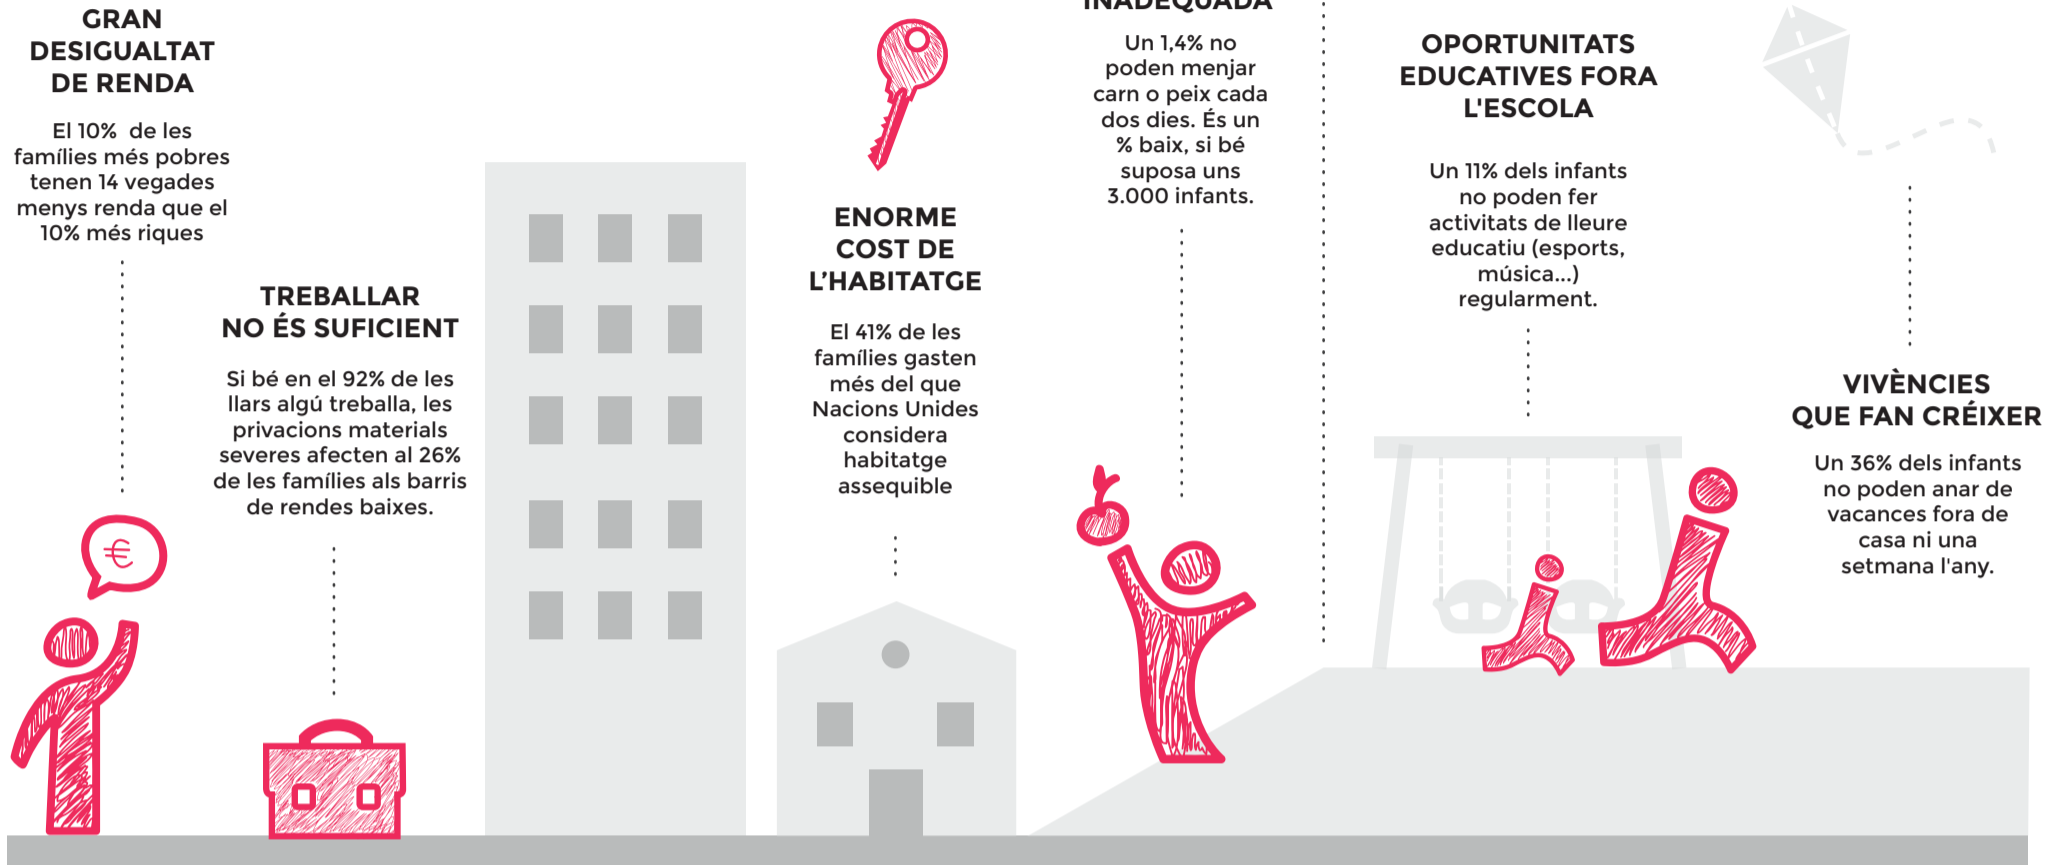 GRAN
DESIGUALTAT
DE RENDA
El 10% de les
famílies més pobres
tenen 14 vegades
menys renda que el
10% més riques
€
TREBALLAR
NO ÉS SUFICIENT
Si bé en el 92% de les
llars algú treballa, les
privacions materials
severes afecten al 26%
de les famílies als barris
de rendes baixes.
ENORME
COST DE
L’HABITATGE
El 41% de les
famílies gasten
més del que
Nacions Unides
considera
habitatge
assequible
INADEQUADA
Un 1,4% no
poden menjar
carn o peix cada
dos dies. És un
% baix, si bé
suposa uns
3.000 infants.
OPORTUNITATS
EDUCATIVES FORA
L'ESCOLA
Un 11% dels infants
no poden fer
activitats de lleure
educatiu (esports,
música...)
regularment.
VIVÈNCIES
QUE FAN CRÉIXER
Un 36% dels infants
no poden anar de
vacances fora de
casa ni una
setmana l'any.